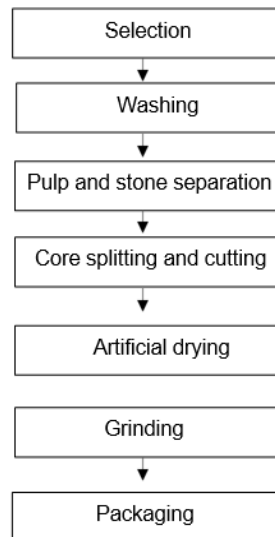 Selection
Washing
Pulp and stone separation
Core splitting and cutting
Artificial drying
Grinding
Packaging